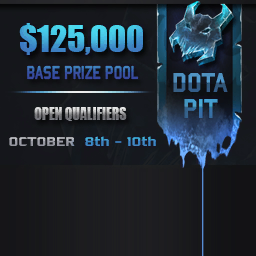 $125,000
BASE PRIZE POOL
OPEN QUALIFIERS
OCTOBER 8th - 10th
DOTA
PIT